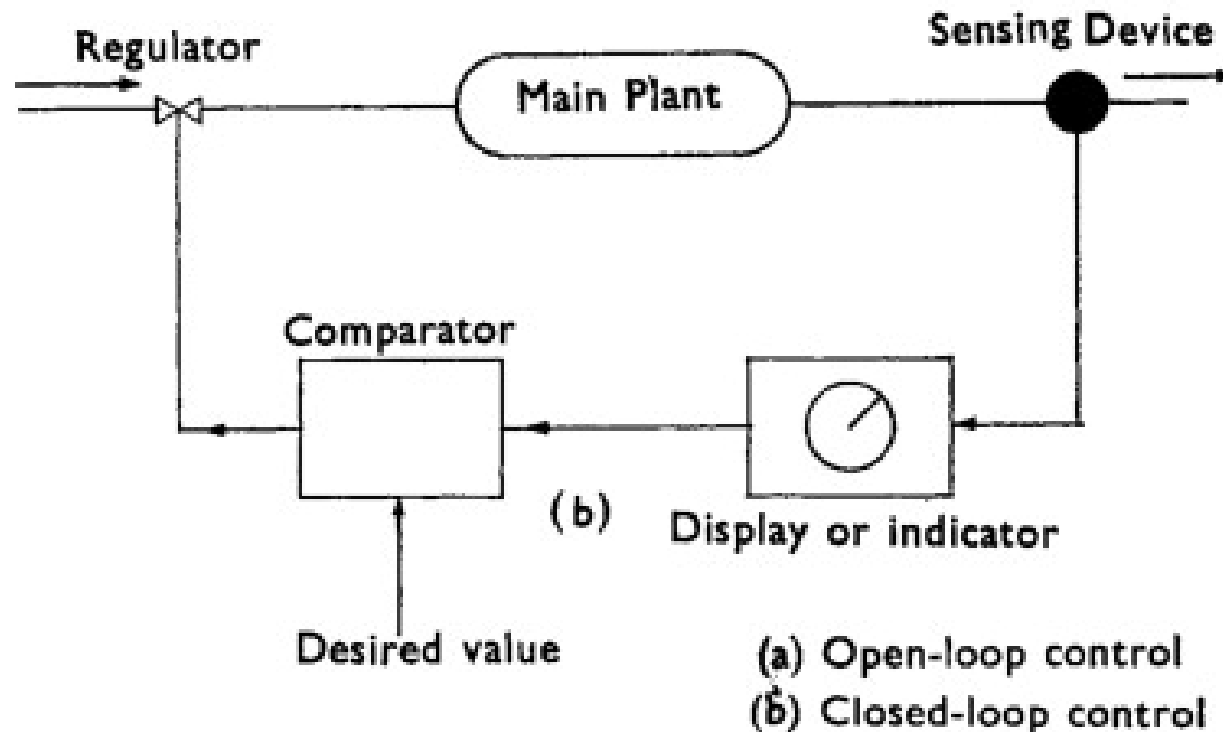 Regulator
Sensing Device
Main Plant
Comparator
(b)
Display or indicator
Desired value
(a) Open-loop control
(b) Closed-loop control